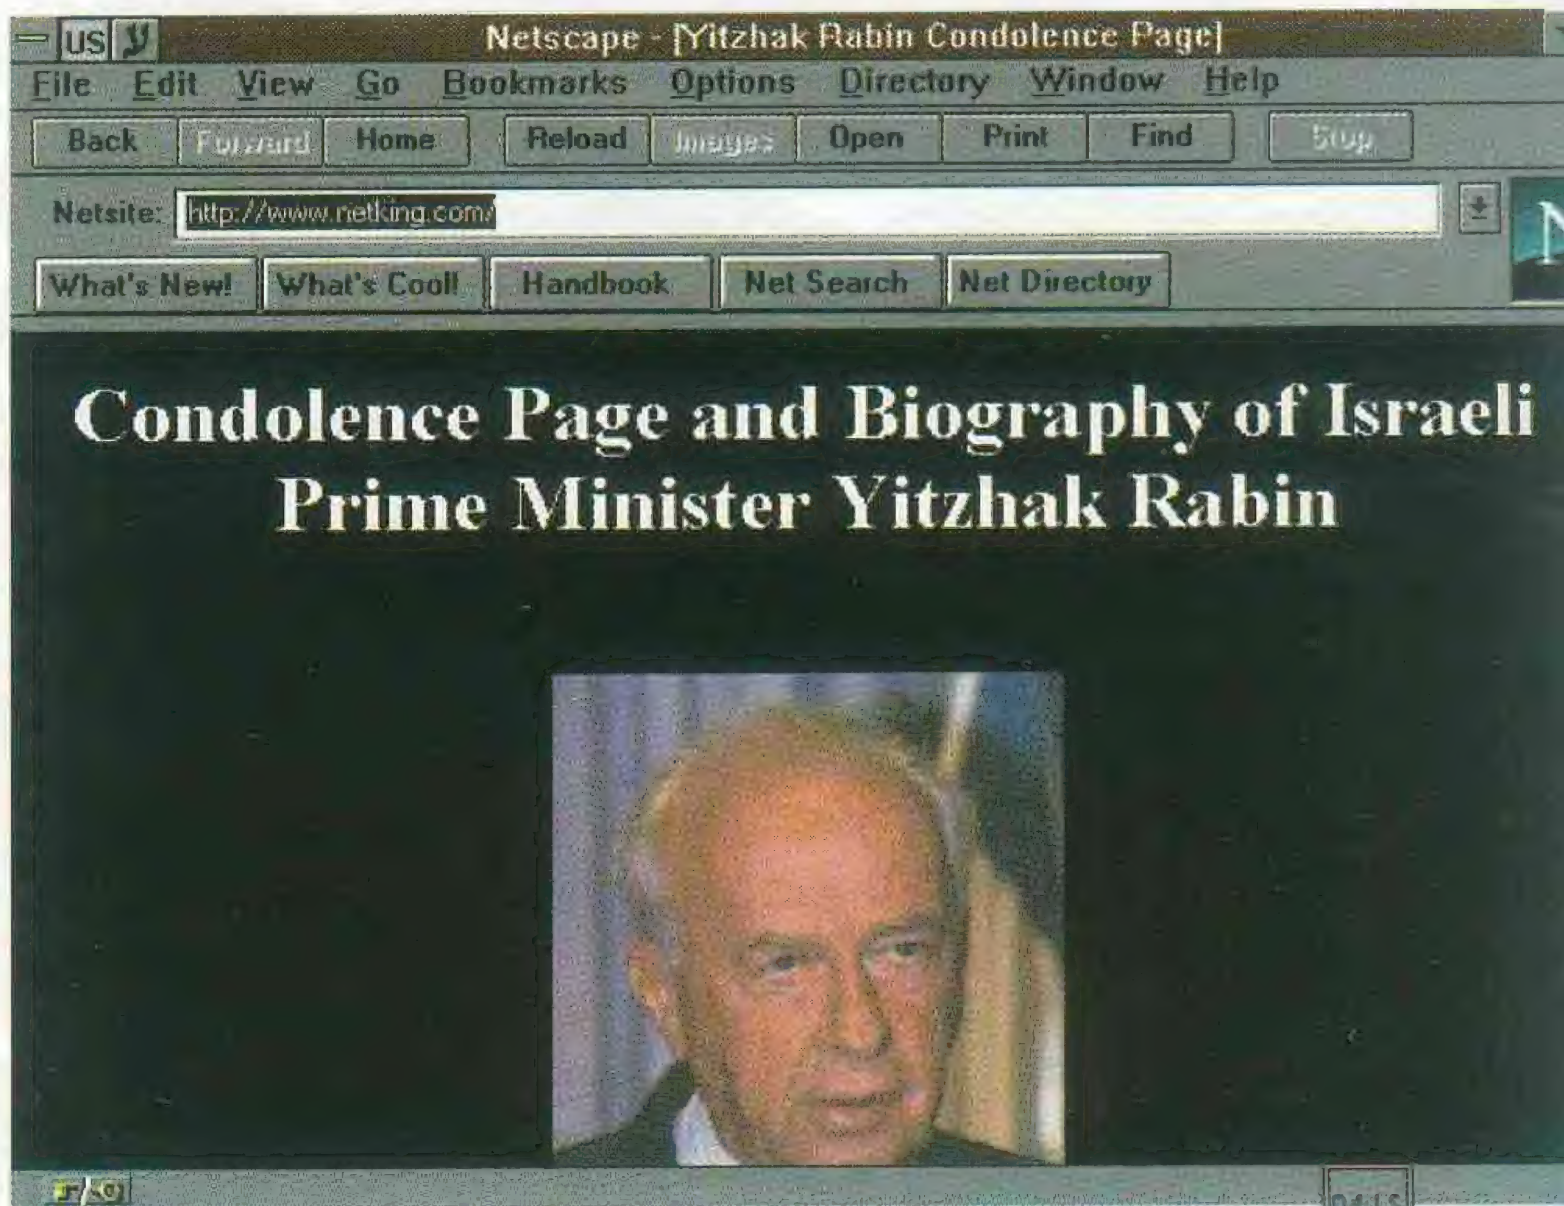 US
Netscape - [Yitzhak Rabin Condolence Page]
File Edit View Go Bookmarks Options Directory Window Help
Back Forward Home Reload Images Open Print Find Stop
Netsite: http://www.netking.com/
N
What's New! What's Cool! Handbook Net Search Net Directory
Condolence Page and Biography of Israeli
Prime Minister Yitzhak Rabin